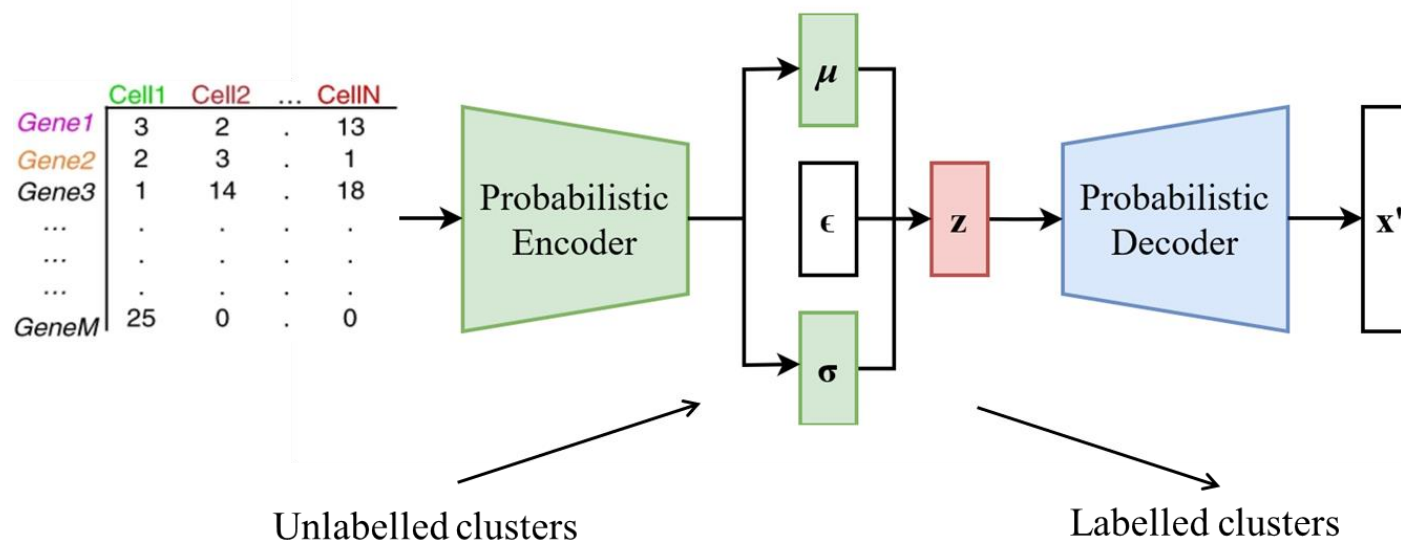 Cell1 Cell2 ... CellN
Gene1 3 2 . 13
Gene2 2 3 . 1
Gene3 1 14 . 18
... . . . .
... . . . .
... . . . .
GeneM 25 0 . 0
Probabilistic
Encoder
μ
ϵ
σ
z
Probabilistic
Decoder
x'
Unlabelled clusters
Labelled clusters